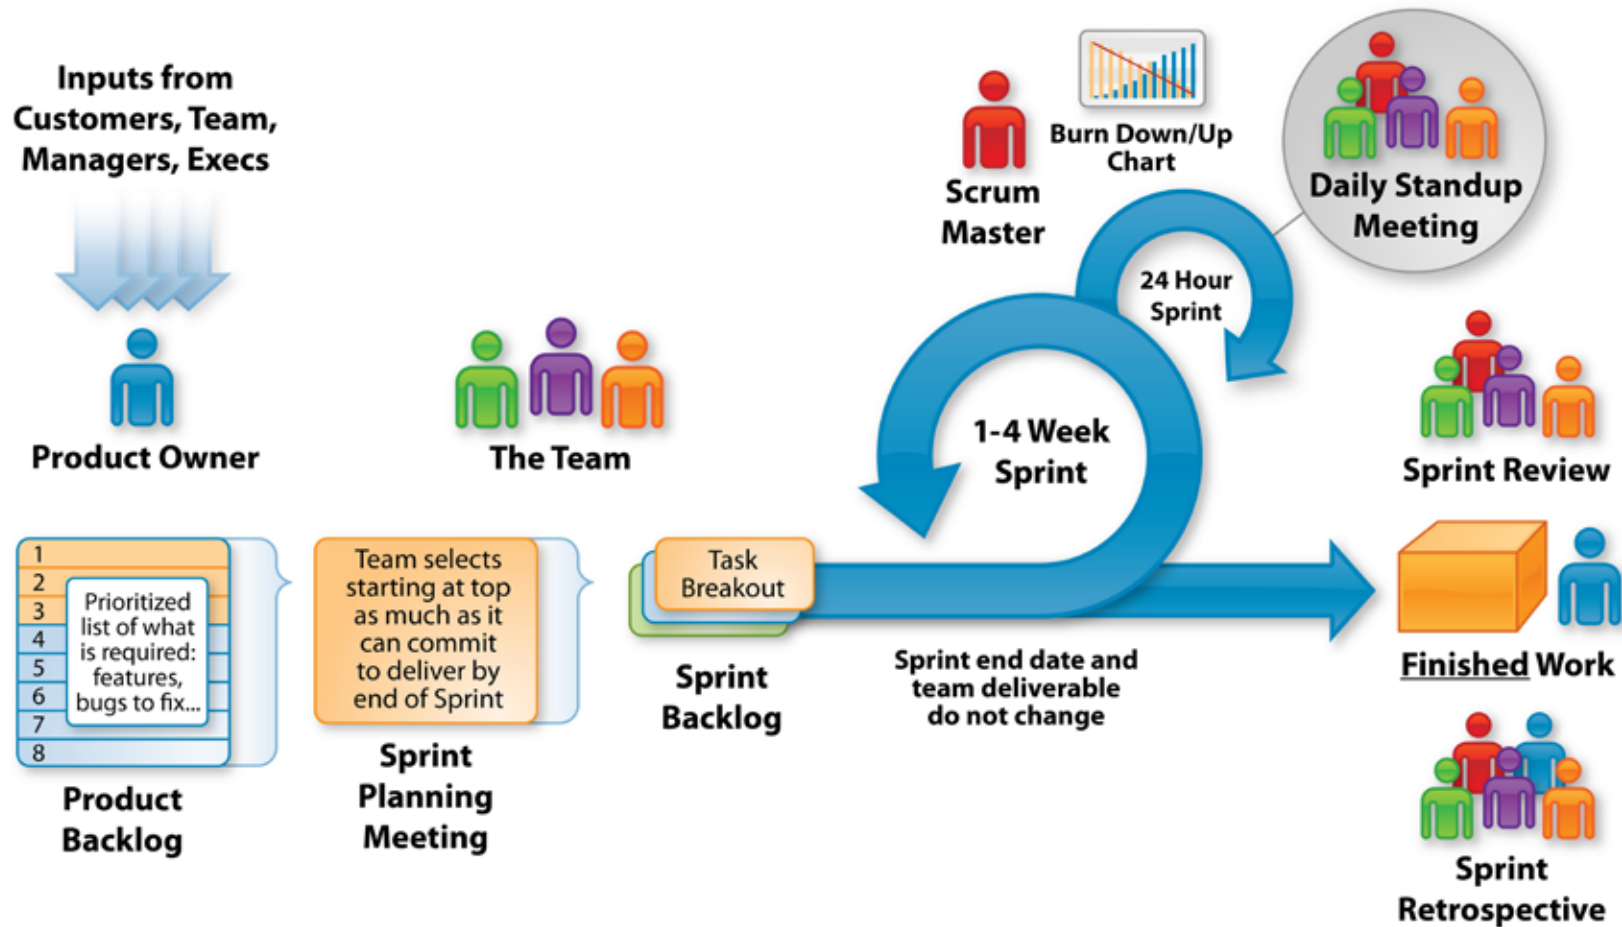 Inputs from
Customers, Team,
Managers, Execs
Product Owner
The Team
Scrum
Master
Burn Down/Up
Chart
Daily Standup
Meeting
24 Hour
Sprint
1-4 Week
Sprint
Sprint Review
1
2
3
4
5
6
7
8
Prioritized
list of what
is required:
features,
bugs to fix...
Product
Backlog
Team selects
starting at top
as much as it
can commit
to deliver by
end of Sprint
Sprint
Planning
Meeting
Task
Breakout
Sprint
Backlog
Sprint end date and
team deliverable
do not change
Finished Work
Sprint
Retrospective